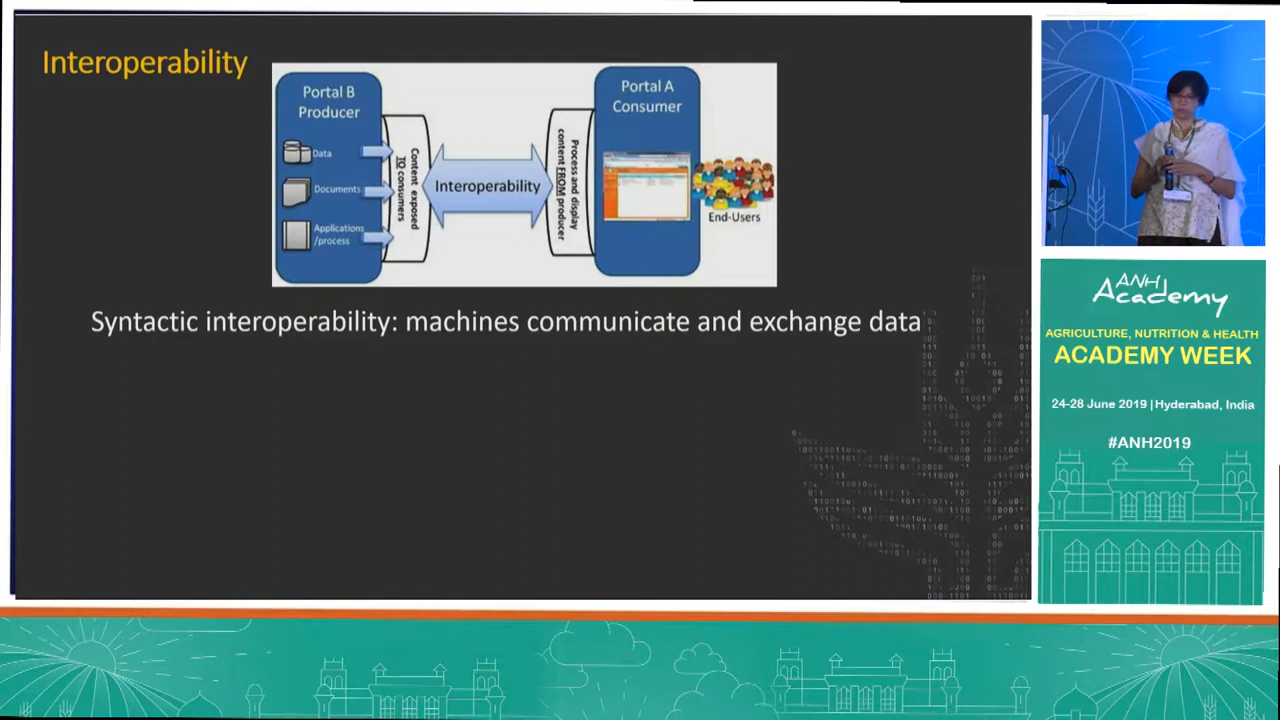 Interoperability
Portal B
Producer
Data
Documents
Applications
/process
Content exposed
TO consumers
Interoperability
Process and display
content FROM producer
Portal A
Consumer
End-Users
Syntactic interoperability: machines communicate and exchange data
ANH
Academy
AGRICULTURE, NUTRITION & HEALTH
ACADEMY WEEK
24-28 June 2019 | Hyderabad, India
#ANH2019